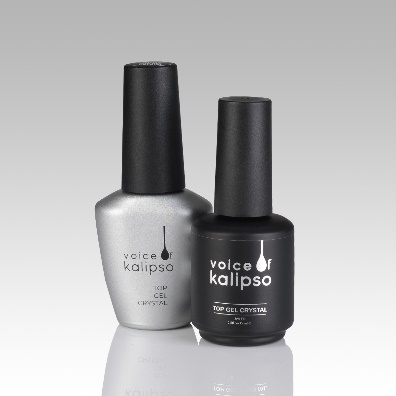 voice of
kalipso
TOP
GEL
CRYSTAL
voice of
kalipso
TOP GEL CRYSTAL